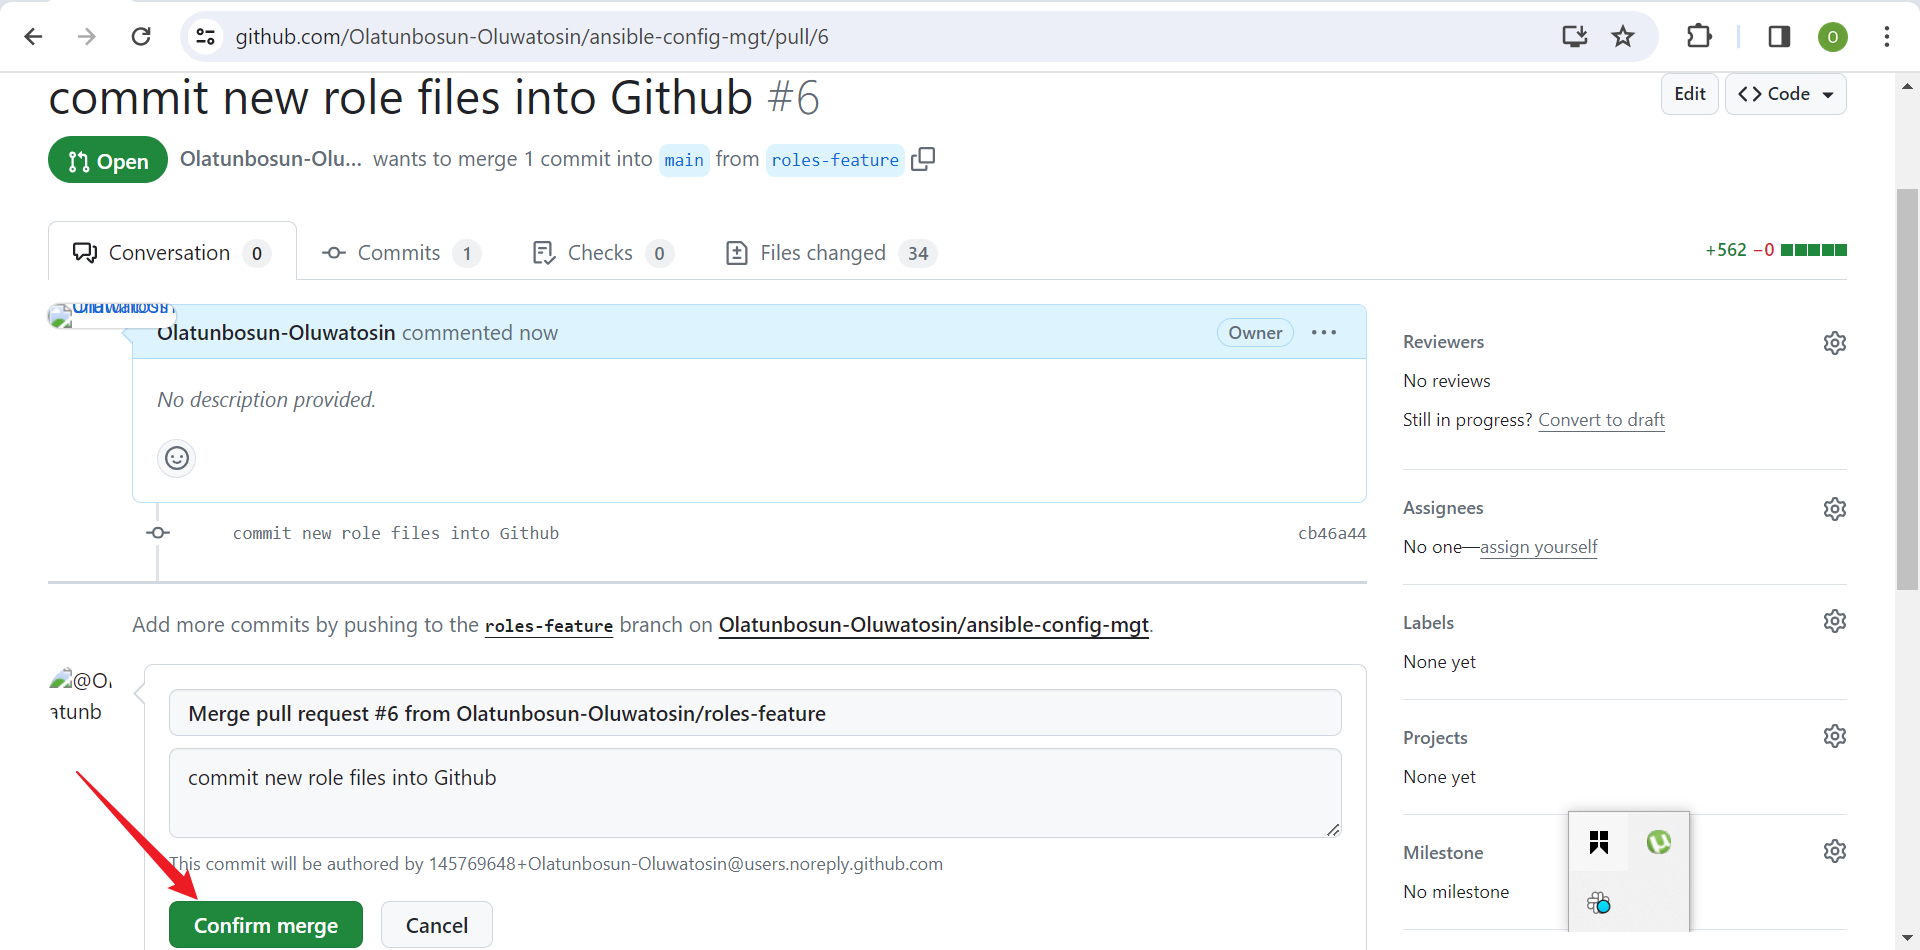 github.com/Olatunbosun-Oluwatosin/ansible-config-mgt/pull/6
O
commit new role files into Github #6
Edit
Code
Open
Olatunbosun-Olu... wants to merge 1 commit into main from roles-feature
Conversation 0
Commits 1
Checks 0
Files changed 34
+562 −0
Olatunbosun-Oluwatosin commented now
Owner
No description provided.
commit new role files into Github
cb46a44
Add more commits by pushing to the roles-feature branch on Olatunbosun-Oluwatosin/ansible-config-mgt.
@Ol
atunb
Merge pull request #6 from Olatunbosun-Oluwatosin/roles-feature
commit new role files into Github
This commit will be authored by 145769648+Olatunbosun-Oluwatosin@users.noreply.github.com
Confirm merge
Cancel
Reviewers
No reviews
Still in progress? Convert to draft
Assignees
No one—assign yourself
Labels
None yet
Projects
None yet
Milestone
No milestone